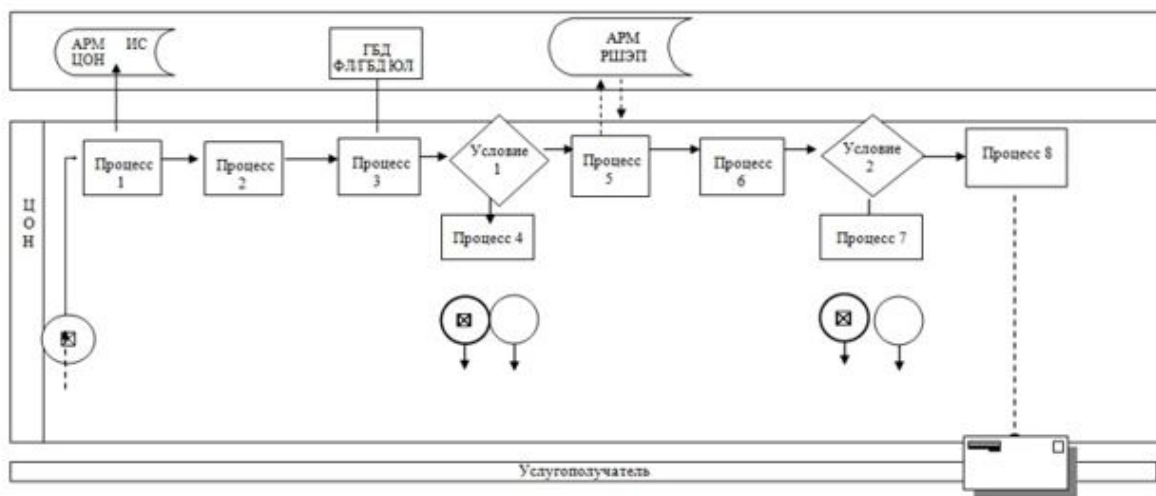 АРМ ИС
ЦОН
ГБД
ФЛ/ГБД ЮЛ
АРМ
РШЭП
ЦОН
Процесс
1
Процесс
2
Процесс
3
Условие
1
Процесс
5
Процесс
6
Условие
2
Процесс 8
Процесс 4
Процесс 7
Услугополучатель